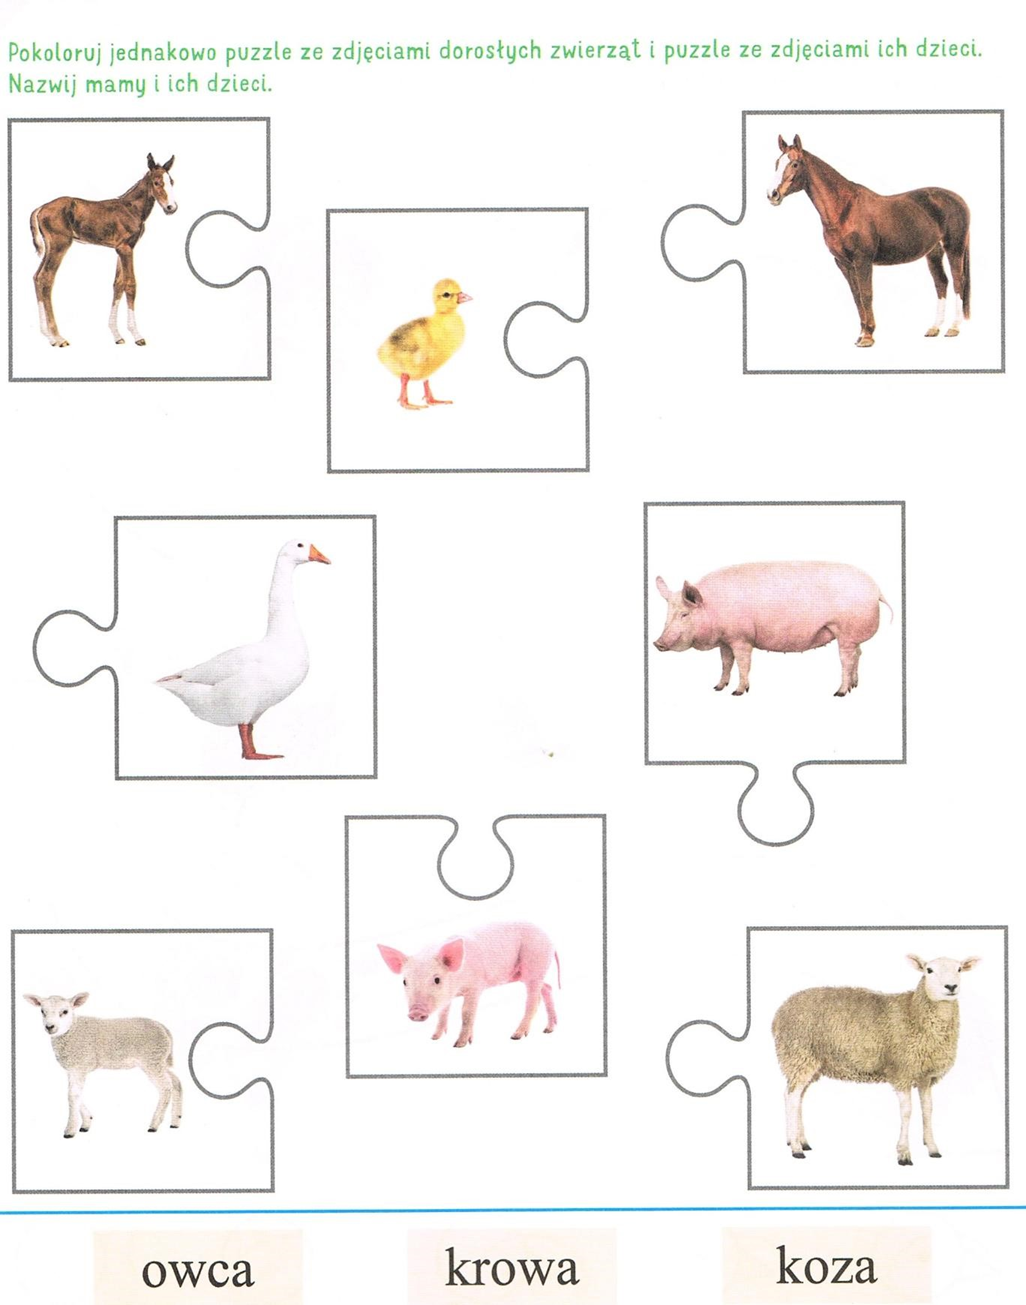 Pokoloruj jednakowo puzzle ze zdjęciami dorosłych zwierząt i puzzle ze zdjęciami ich dzieci.
Nazwij mamy i ich dzieci.
owca krowa koza